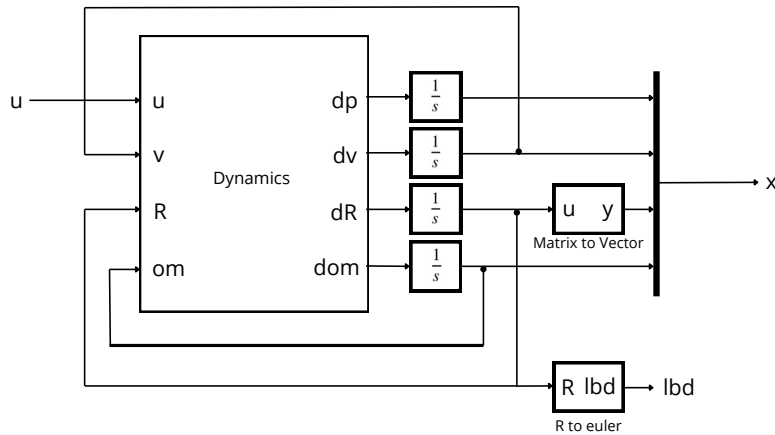 u
u
v
R
om
Dynamics
dp
dv
dR
dom
1
s
1
s
1
s
1
s
u y
Matrix to Vector
x
R lbd
R to euler
lbd